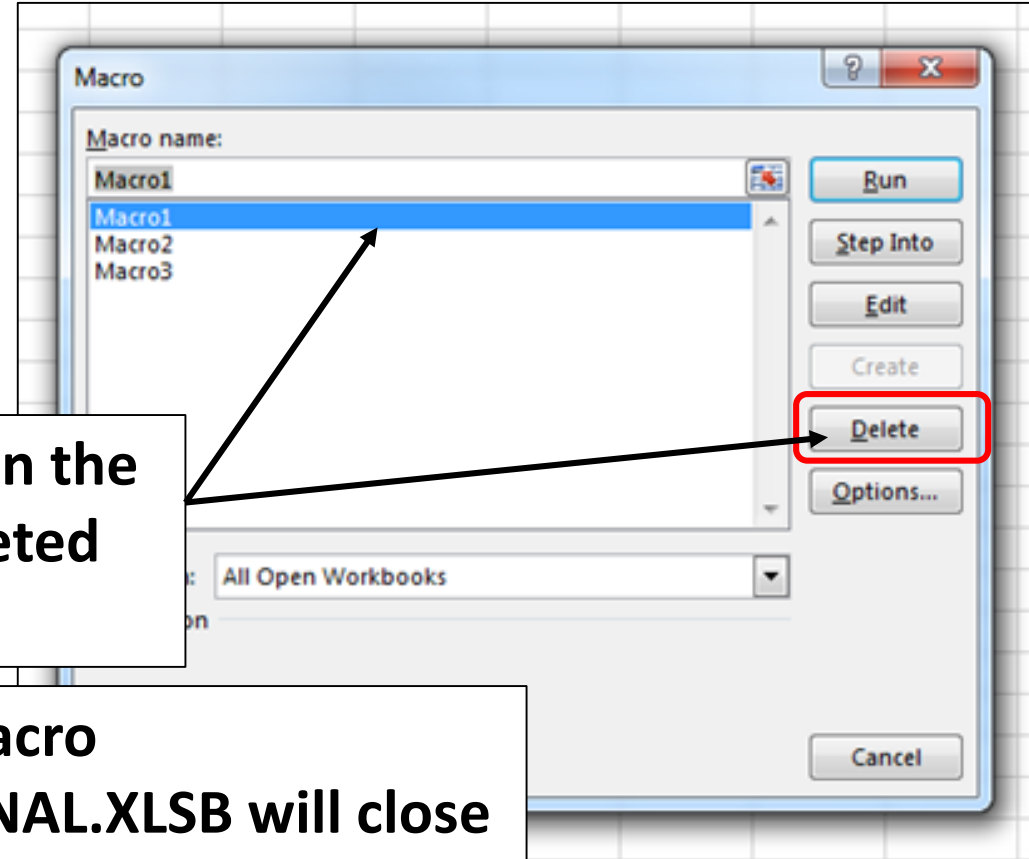 Macro
Macro name:
Macro1
Run
Macro1
Macro2
Macro3
Step Into
Edit
Create
Delete
Options...
n the
eted
: All Open Workbooks
on
acro
NAL.XLSB will close
Cancel